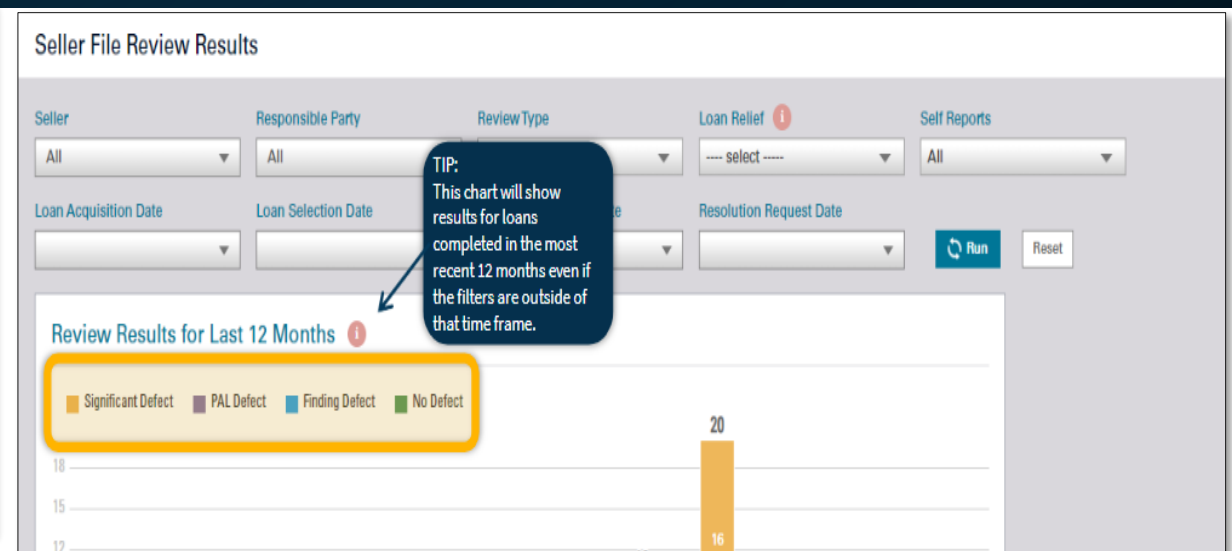 Seller File Review Results
Seller
Responsible Party
Review Type
Loan Relief
i
Self Reports
All
All
---- select -----
All
TIP:
This chart will show
results for loans
completed in the most
recent 12 months even if
the filters are outside of
that time frame.
Loan Acquisition Date
Loan Selection Date
Resolution Request Date
Run
Reset
Review Results for Last 12 Months
i
Significant Defect
PAL Defect
Finding Defect
No Defect
20
18
15
12
16